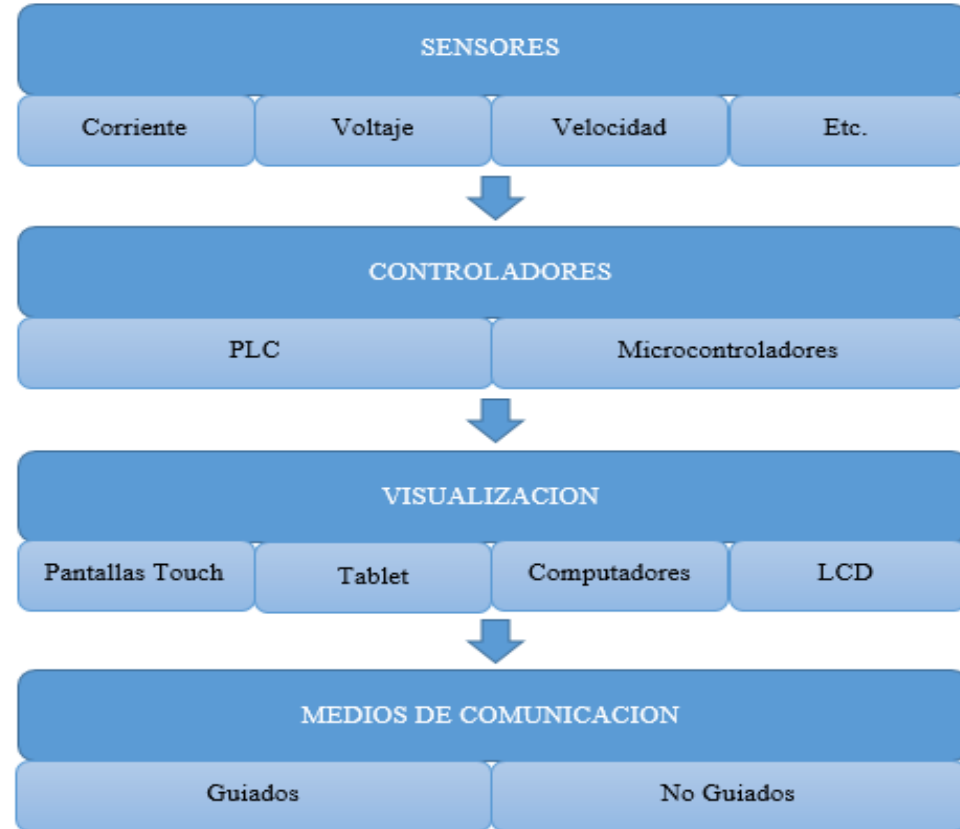 SENSORES
Corriente
Voltaje
Velocidad
Etc.
CONTROLADORES
PLC
Microcontroladores
VISUALIZACION
Pantallas Touch
Tablet
Computadores
LCD
MEDIOS DE COMUNICACION
Guiados
No Guiados